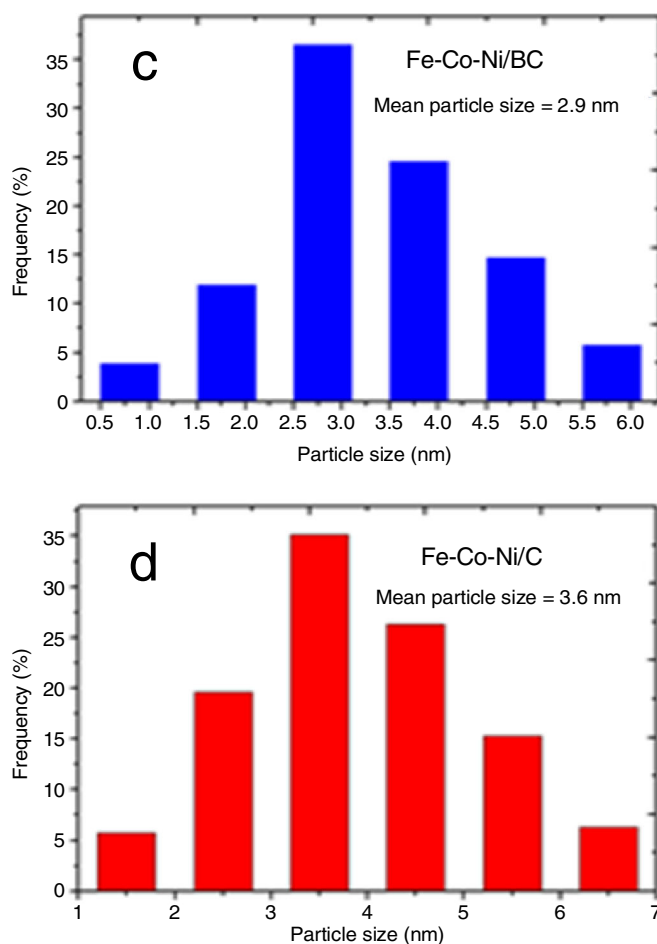 c
Fe-Co-Ni/BC
Mean particle size = 2.9 nm
Frequency (%)
35
30
25
20
15
10
5
0
0.5 1.0 1.5 2.0 2.5 3.0 3.5 4.0 4.5 5.0 5.5 6.0
Particle size (nm)
d
Fe-Co-Ni/C
Mean particle size = 3.6 nm
Frequency (%)
35
30
25
20
15
10
5
0
1 2 3 4 5 6 7
Particle size (nm)